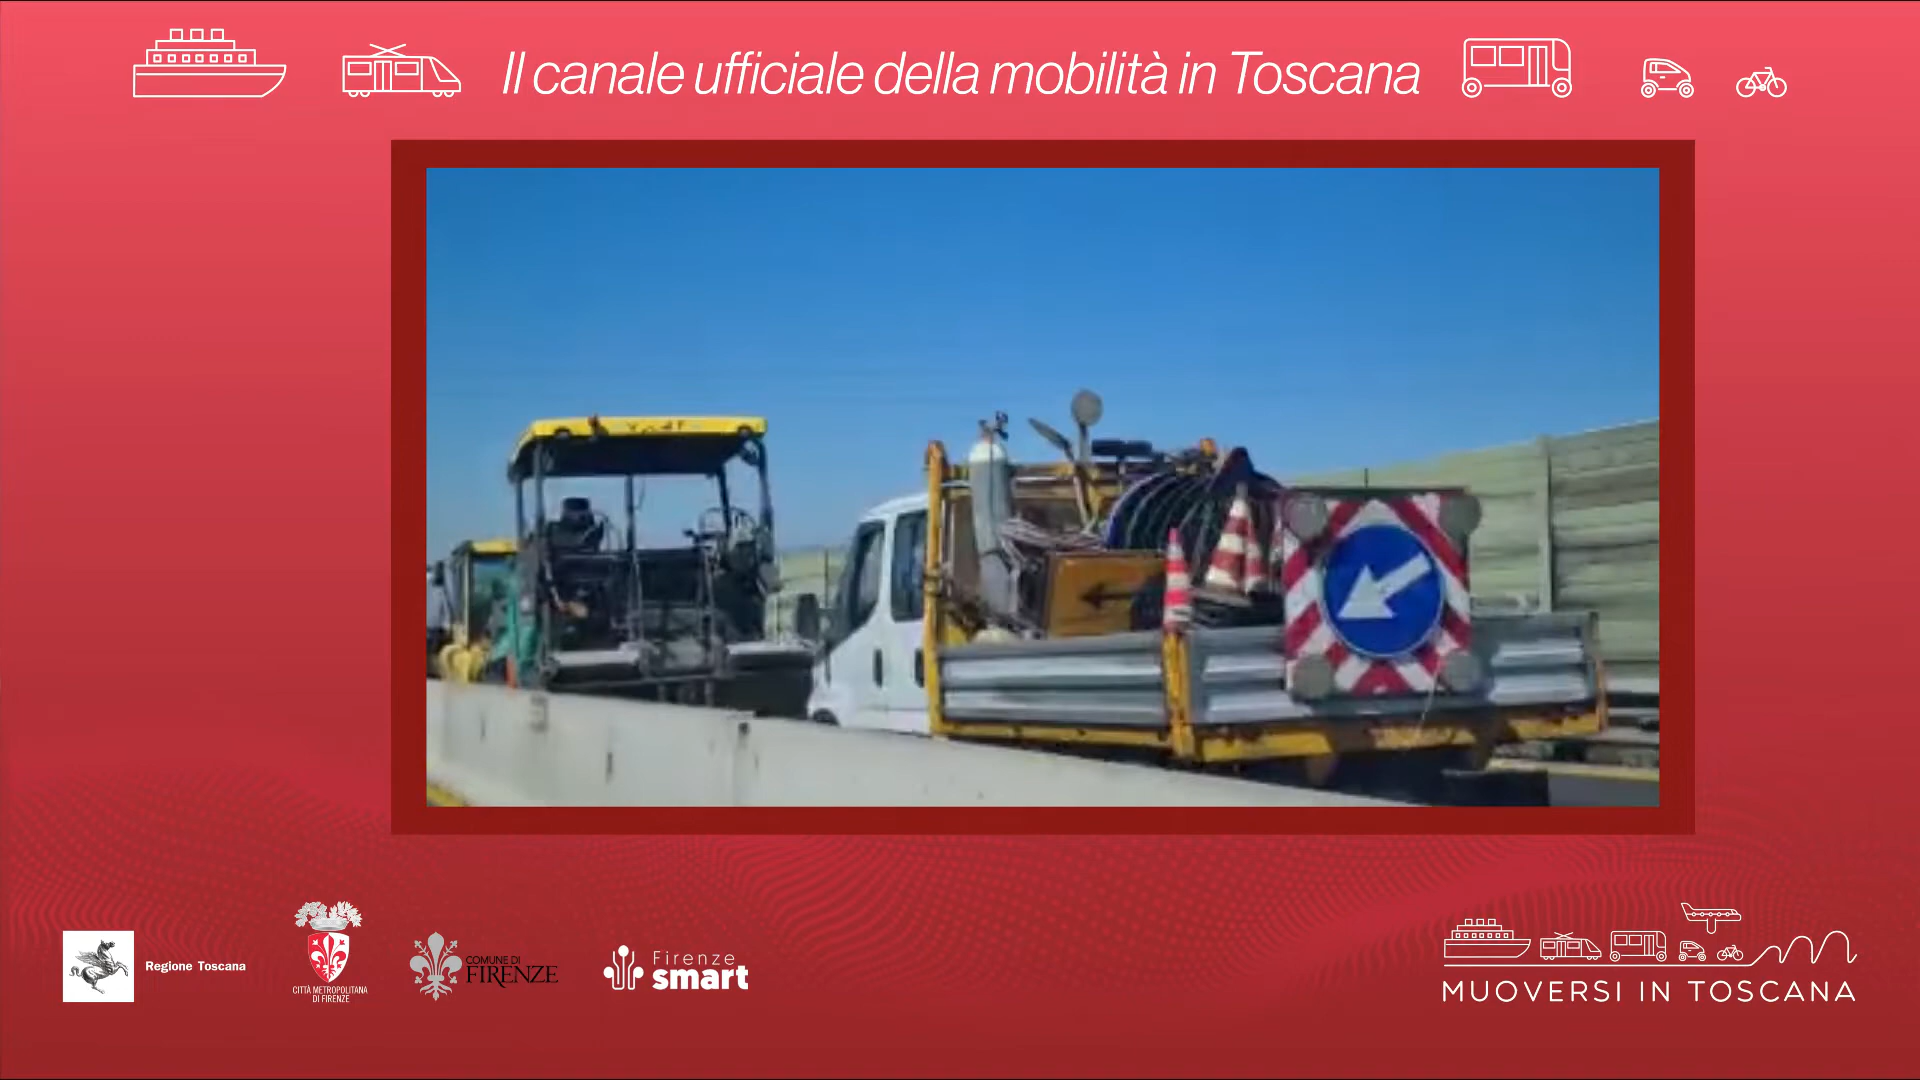 Il canale ufficiale della mobilità in Toscana
Regione Toscana
CITTÀ METROPOLITANA
DI FIRENZE
COMUNE DI
FIRENZE
Firenze
smart
MUOVERSI IN TOSCANA